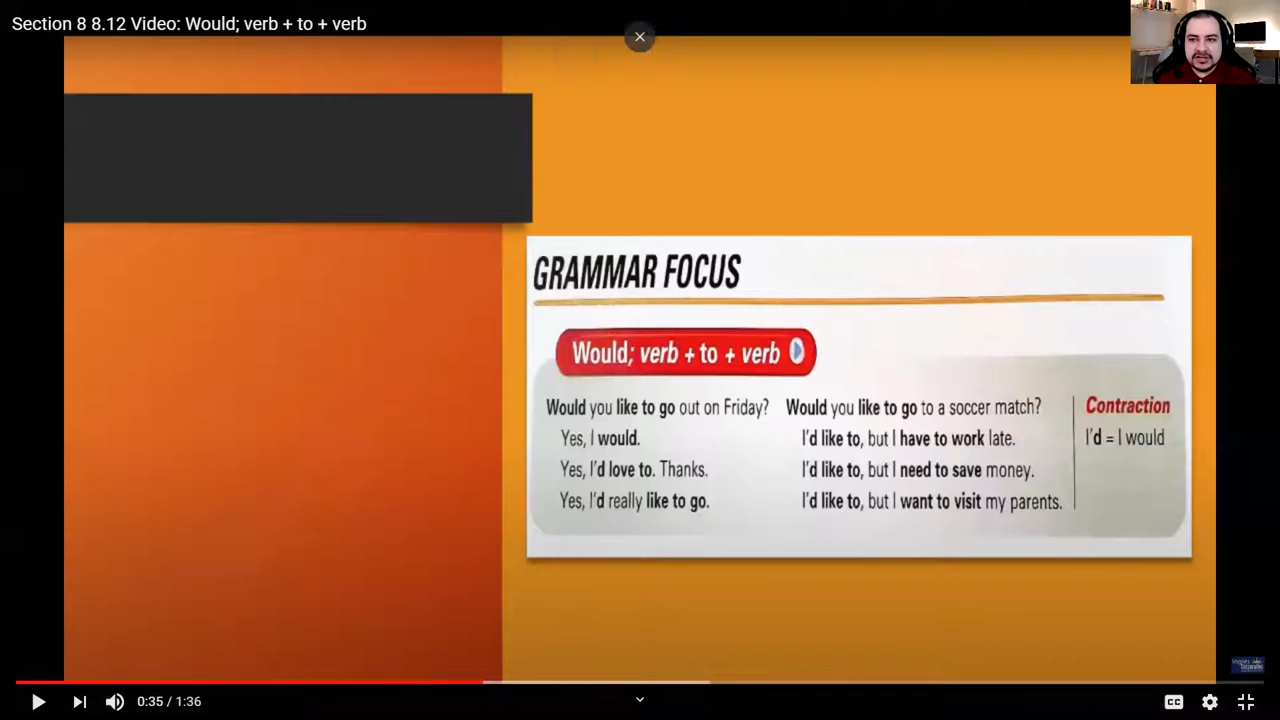 Section 8 8.12 Video: Would; verb + to + verb
GRAMMAR FOCUS
Would; verb + to + verb
Would you like to go out on Friday?
Yes, I would.
Yes, I'd love to. Thanks.
Yes, I'd really like to go.
Would you like to go to a soccer match?
I'd like to, but I have to work late.
I'd like to, but I need to save money.
I'd like to, but I want to visit my parents.
Contraction
I'd = I would
0:35 / 1:36
CC